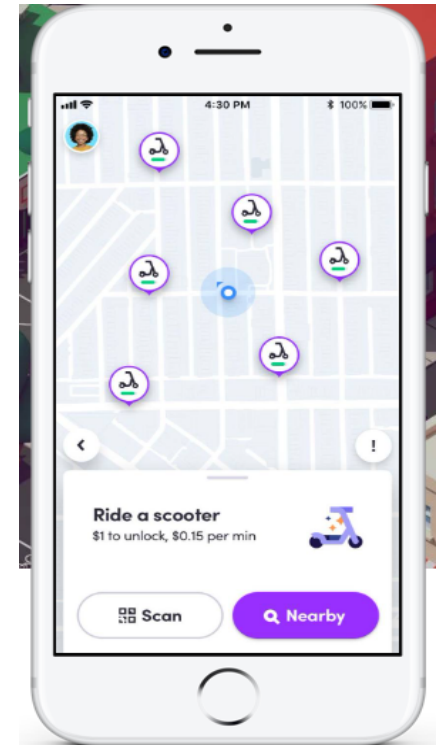 4:30 PM
100%
!
Ride a scooter
$1 to unlock, $0.15 per min
Scan
Nearby